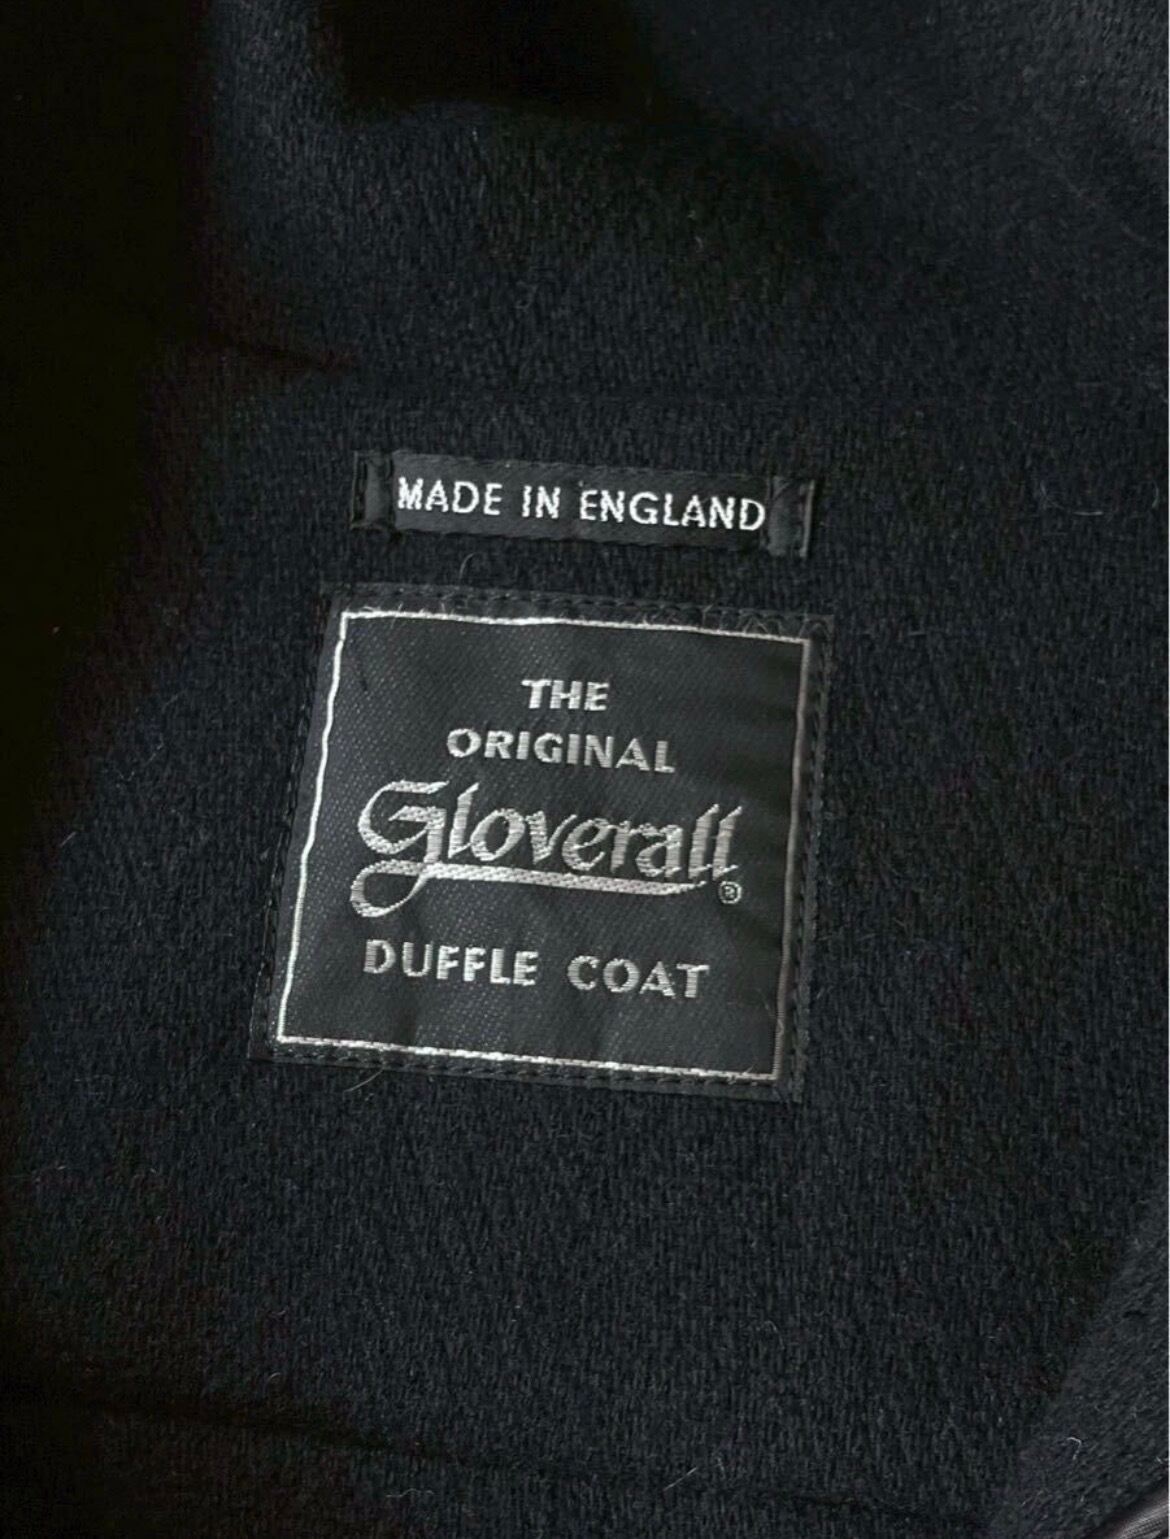 MADE IN ENGLAND
THE
ORIGINAL
Gloverall®
DUFFLE COAT